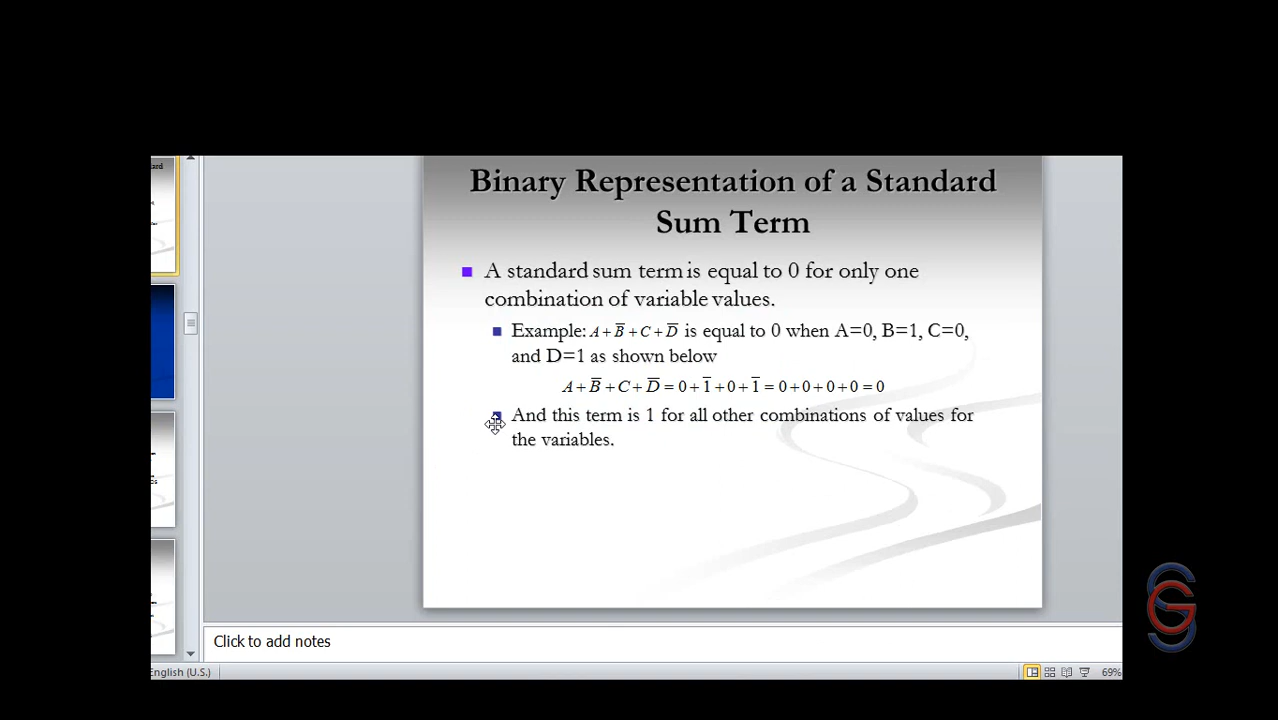 Binary Representation of a Standard
Sum Term
A standard sum term is equal to 0 for only one
combination of variable values.
Example: A + B̅ + C + D̅ is equal to 0 when A=0, B=1, C=0,
and D=1 as shown below
A + B̅ + C + D̅ = 0 + 1̅ + 0 + 1̅ = 0 + 0 + 0 + 0 = 0
And this term is 1 for all other combinations of values for
the variables.
Click to add notes
English (U.S.)
69%